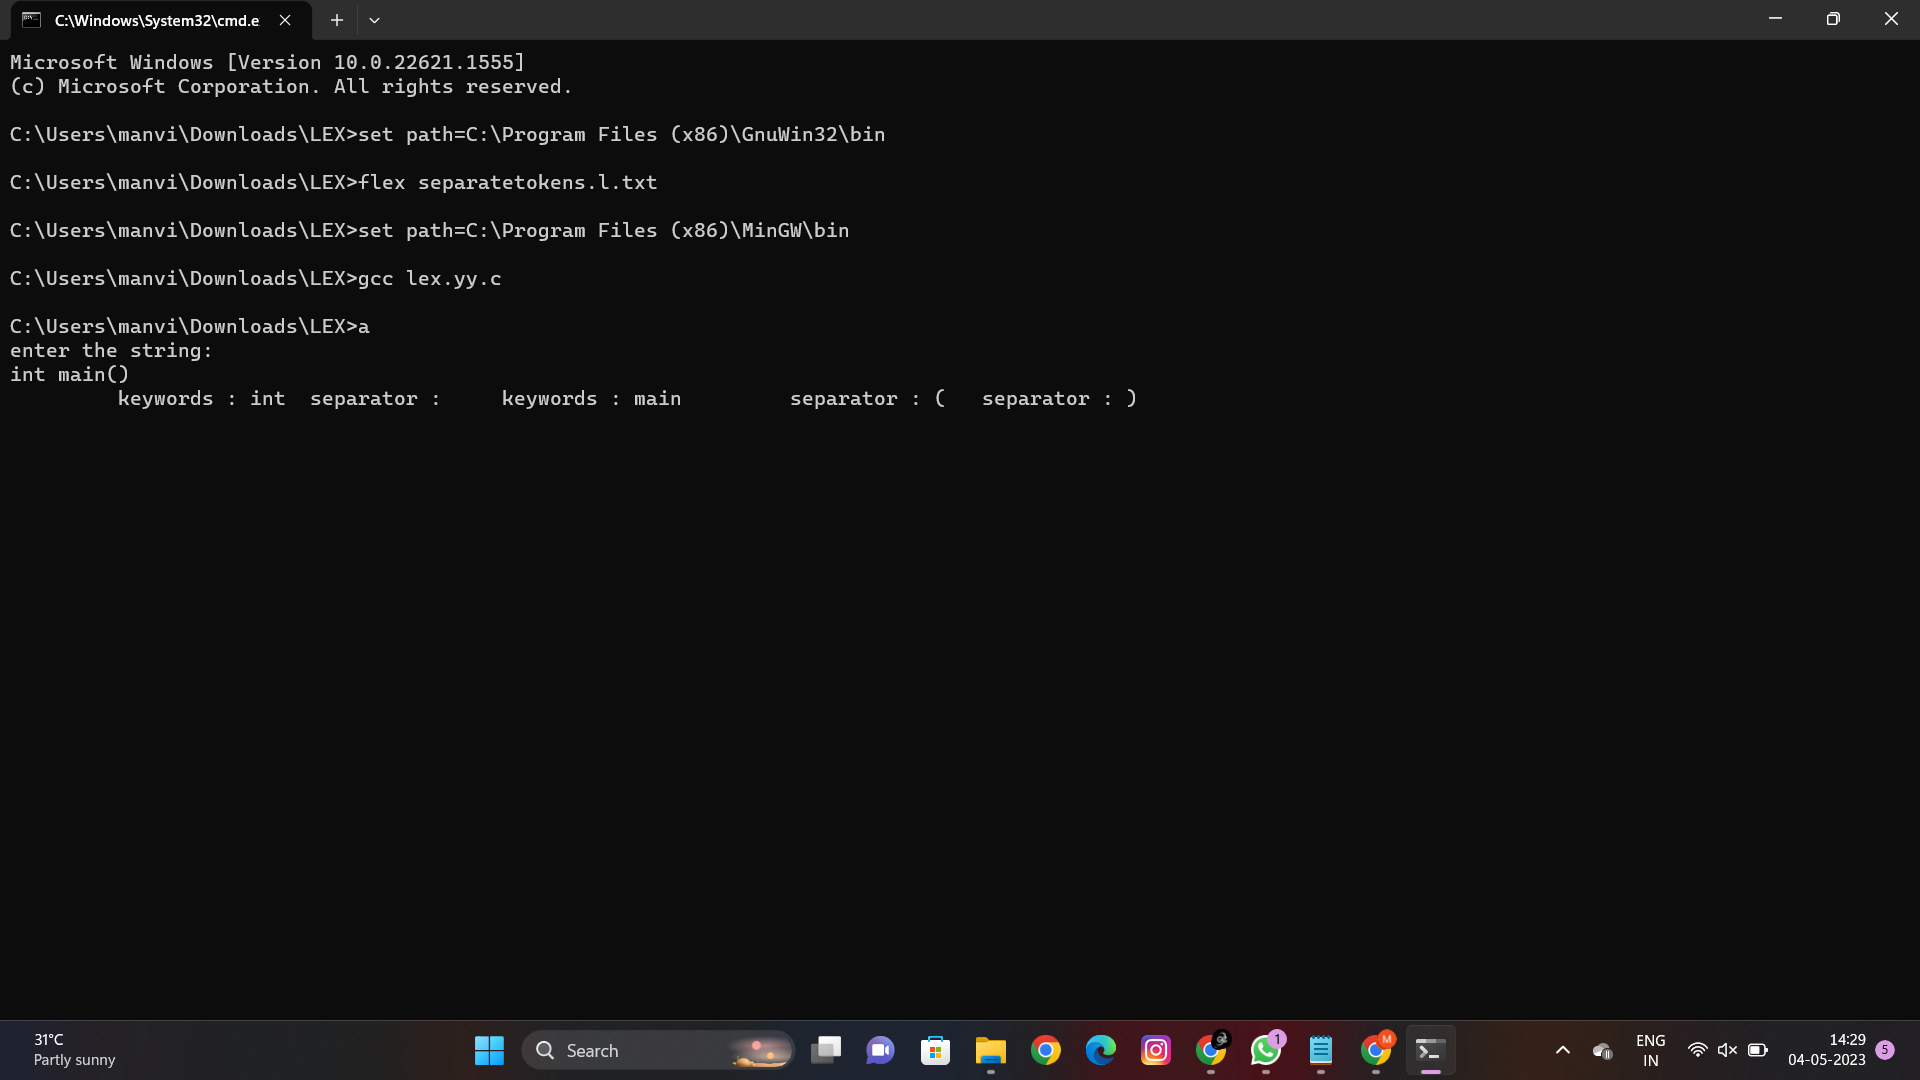 C:\Windows\System32\cmd.e
Microsoft Windows [Version 10.0.22621.1555]
(c) Microsoft Corporation. All rights reserved.
C:\Users\manvi\Downloads\LEX>set path=C:\Program Files (x86)\GnuWin32\bin
C:\Users\manvi\Downloads\LEX>flex separatetokens.l.txt
C:\Users\manvi\Downloads\LEX>set path=C:\Program Files (x86)\MinGW\bin
C:\Users\manvi\Downloads\LEX>gcc lex.yy.c
C:\Users\manvi\Downloads\LEX>a
enter the string:
int main()
keywords : int separator : keywords : main separator : ( separator : )
31°C
Partly sunny
Search
1
M
ENG
IN
14:29
04-05-2023
5